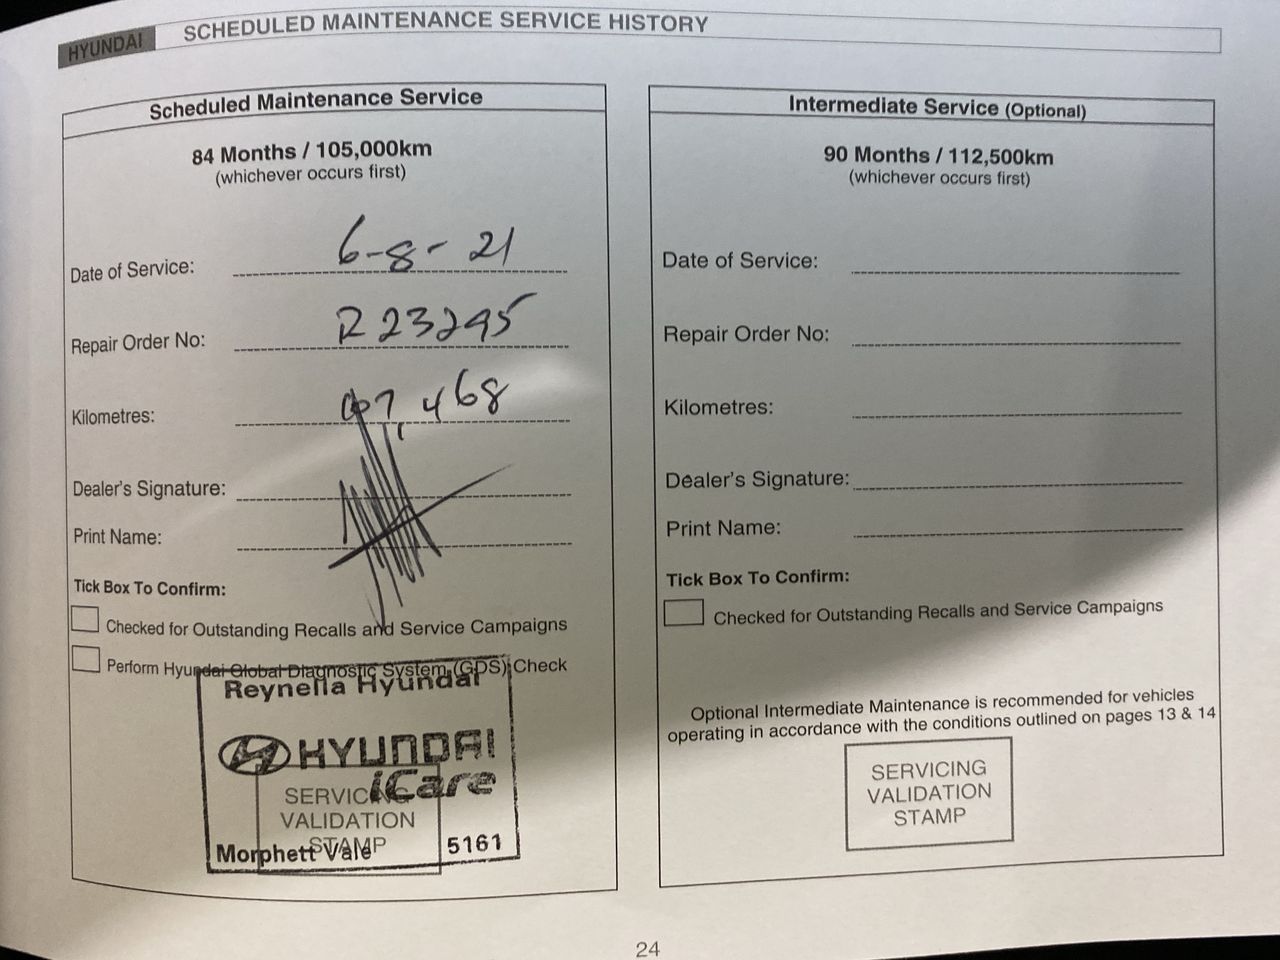 HYUNDAI
SCHEDULED MAINTENANCE SERVICE HISTORY
Scheduled Maintenance Service
84 Months / 105,000km
(whichever occurs first)
Date of Service: 6-8-21
Repair Order No: R23295
Kilometres:
Dealer's Signature:
Print Name:
Tick Box To Confirm:
Checked for Outstanding Recalls and Service Campaigns
Perform Hyundai Global Diagnostic System (GDS) Check
Reynella Hyundai
HYUNDAI
iCare
SERVICING
VALIDATION
STAMP
Morphett Vale 5161
Intermediate Service (Optional)
90 Months / 112,500km
(whichever occurs first)
Date of Service:
Repair Order No:
Kilometres:
Dealer's Signature:
Print Name:
Tick Box To Confirm:
Checked for Outstanding Recalls and Service Campaigns
Optional Intermediate Maintenance is recommended for vehicles
operating in accordance with the conditions outlined on pages 13 & 14
SERVICING
VALIDATION
STAMP
24